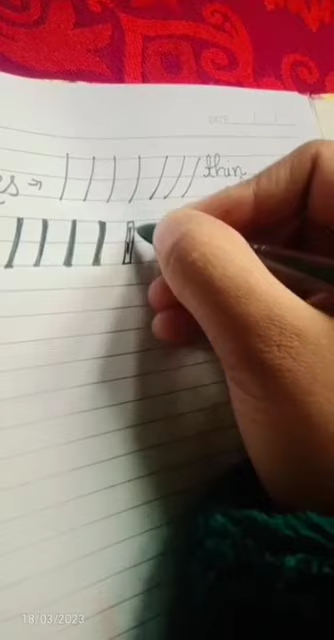 DATE
es → thin
18/03/2023